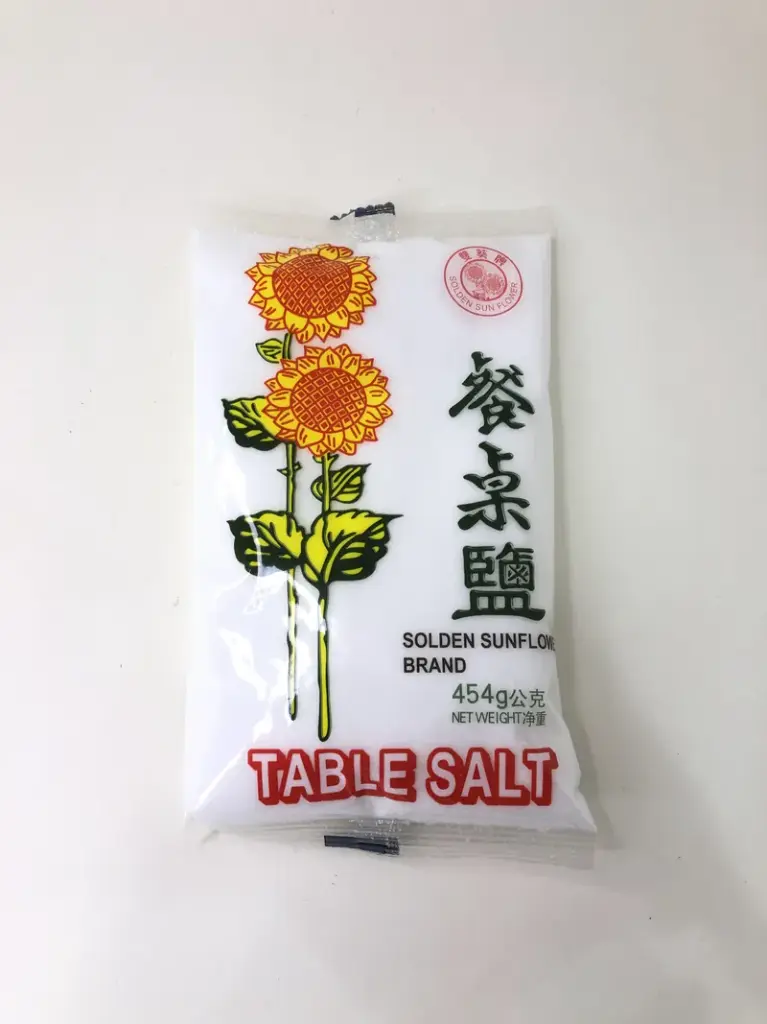 雙葵牌
SOLDEN SUN FLOWER
餐桌鹽
SOLDEN SUNFLOWE
BRAND
454g公克
NET WEIGHT净重
TABLE SALT